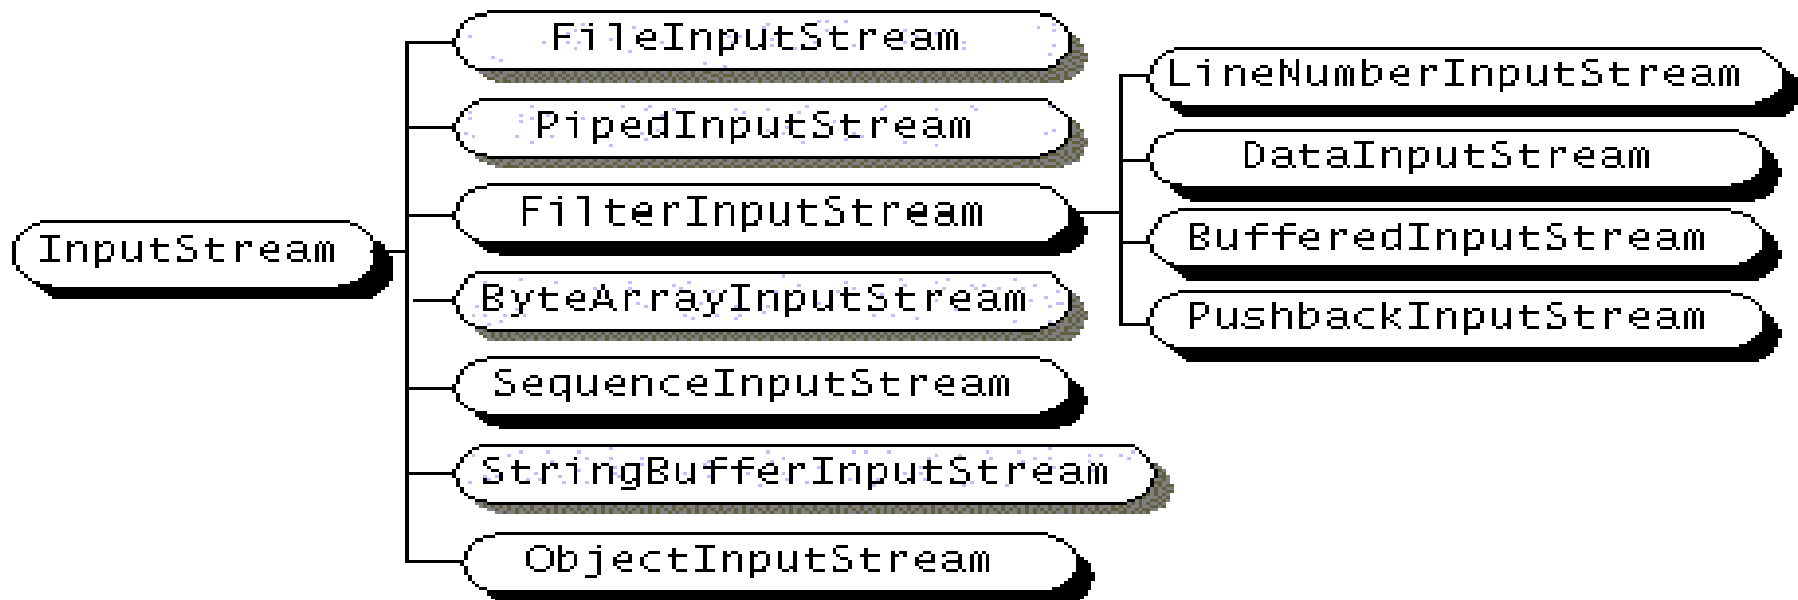 InputStream
FileInputStream
PipedInputStream
FilterInputStream
ByteArrayInputStream
SequenceInputStream
StringBufferInputStream
ObjectInputStream
LineNumberInputStream
DataInputStream
BufferedInputStream
PushbackInputStream